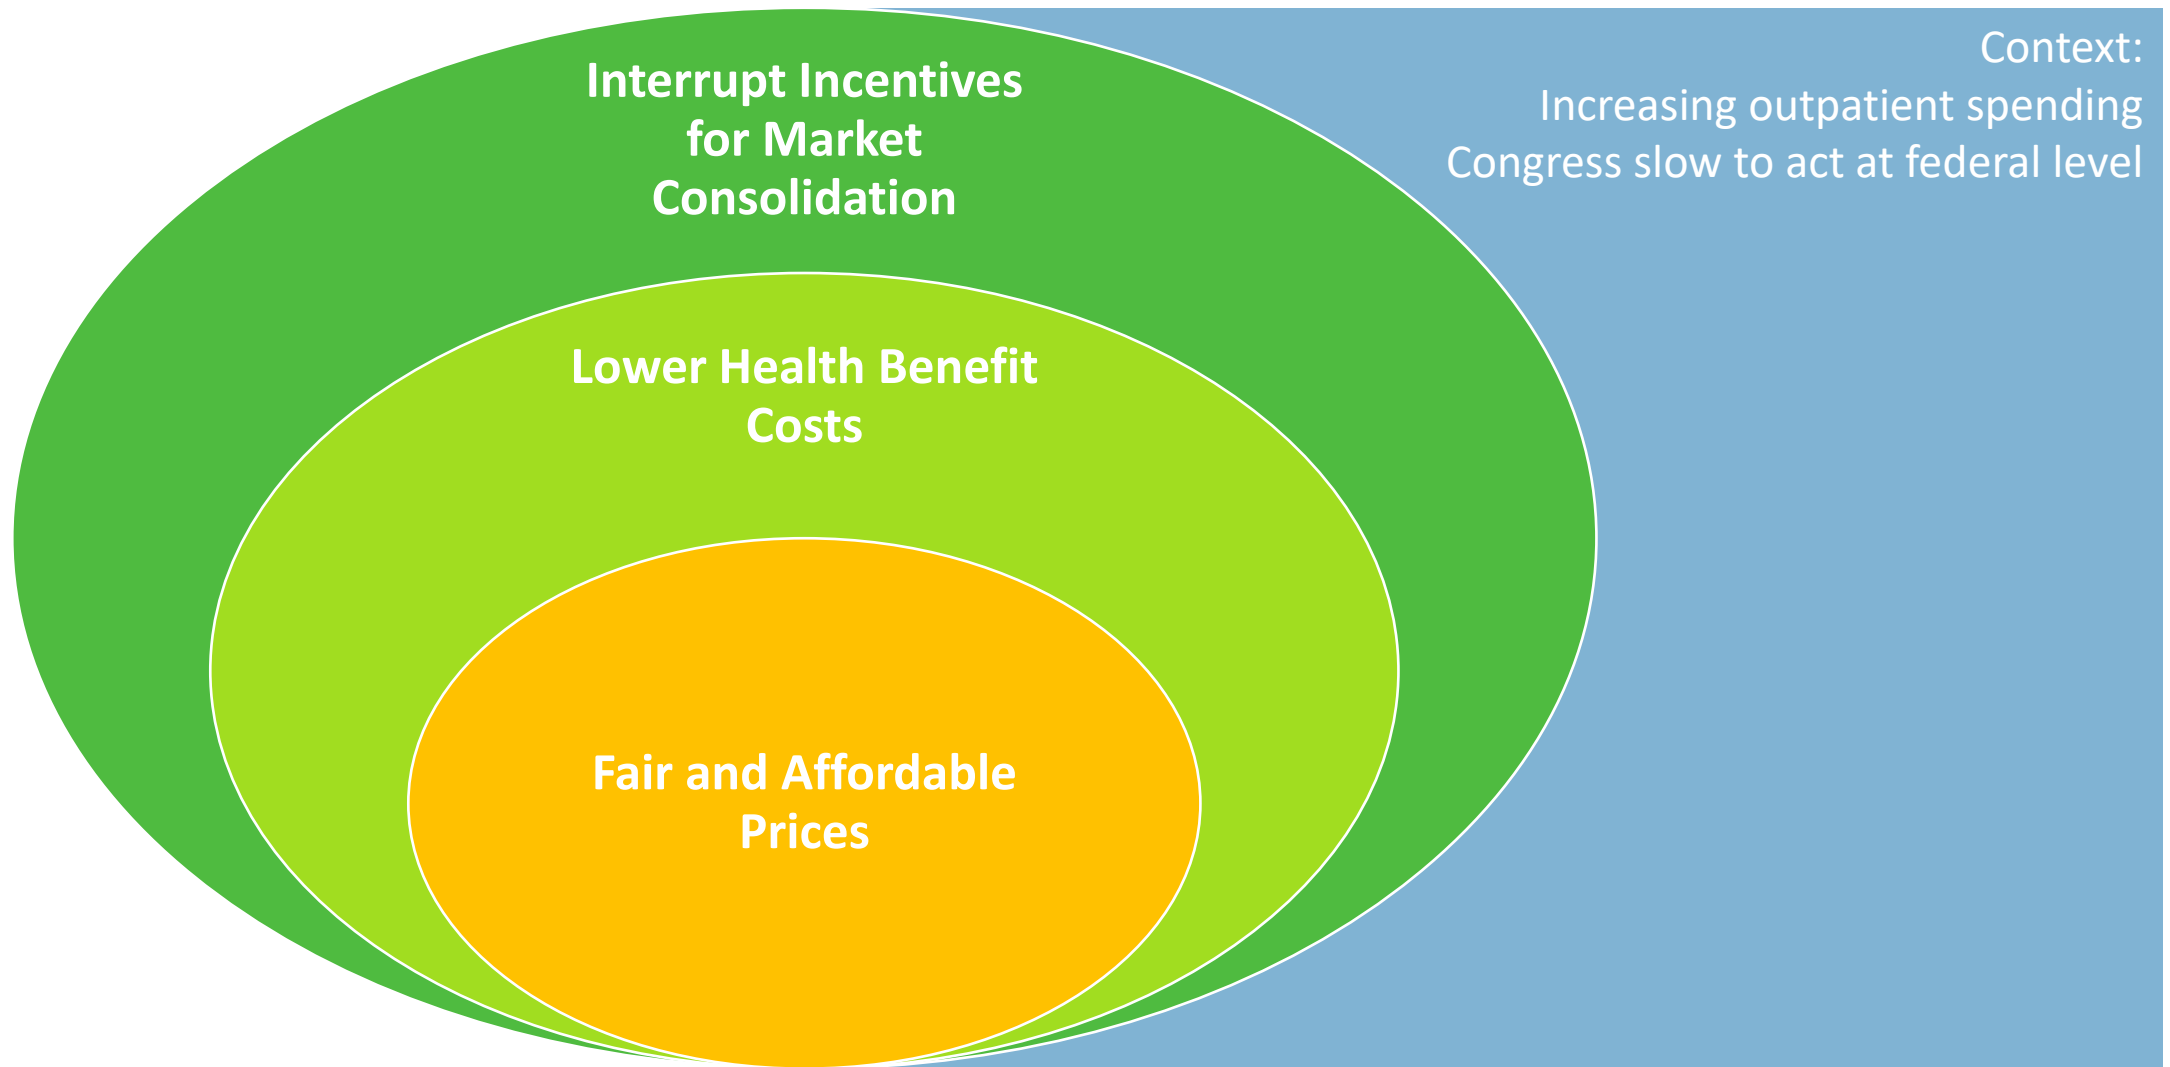 Interrupt Incentives
for Market
Consolidation
Context:
Increasing outpatient spending
Congress slow to act at federal level
Lower Health Benefit
Costs
Fair and Affordable
Prices